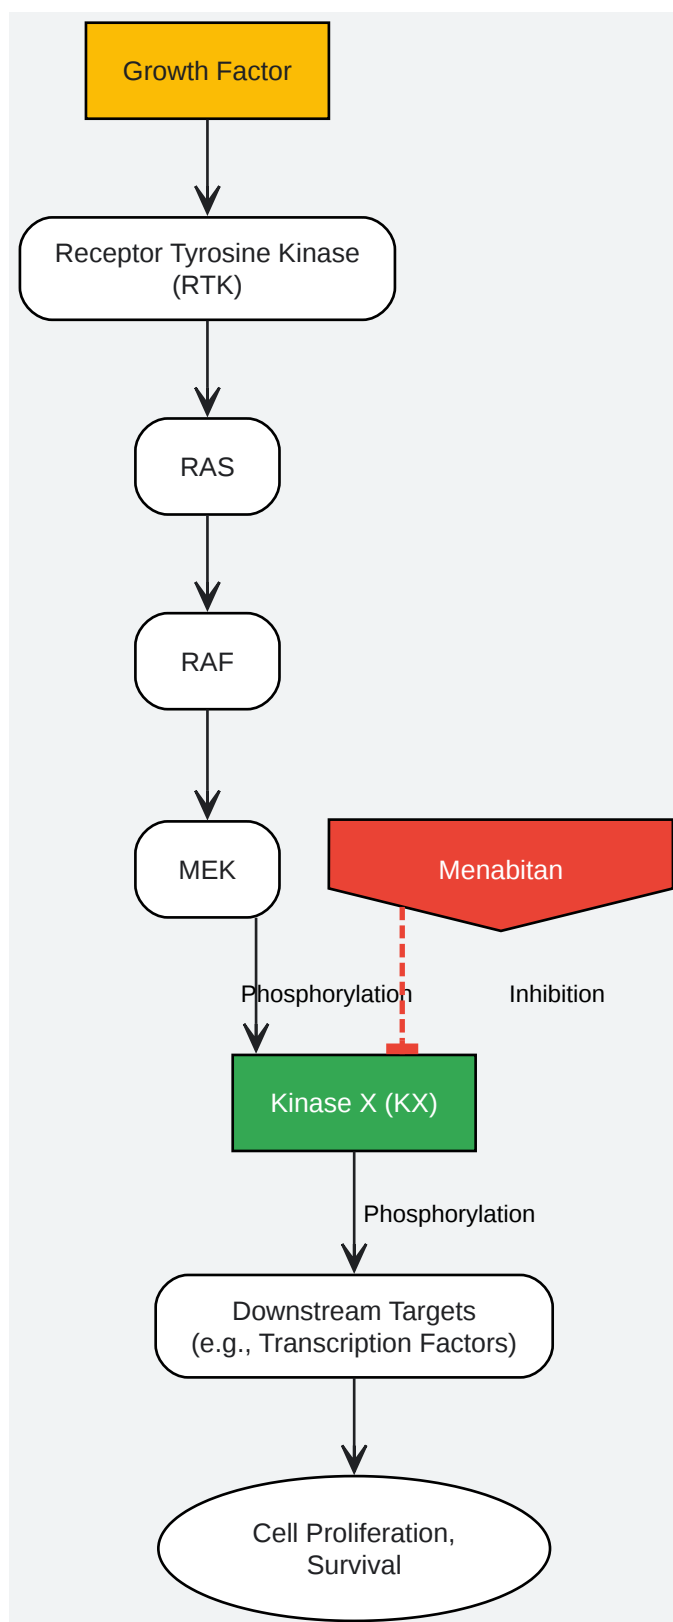 Growth Factor
Receptor Tyrosine Kinase
(RTK)
RAS
RAF
MEK
Menabitan
Phosphorylation
Inhibition
Kinase X (KX)
Phosphorylation
Downstream Targets
(e.g., Transcription Factors)
Cell Proliferation,
Survival